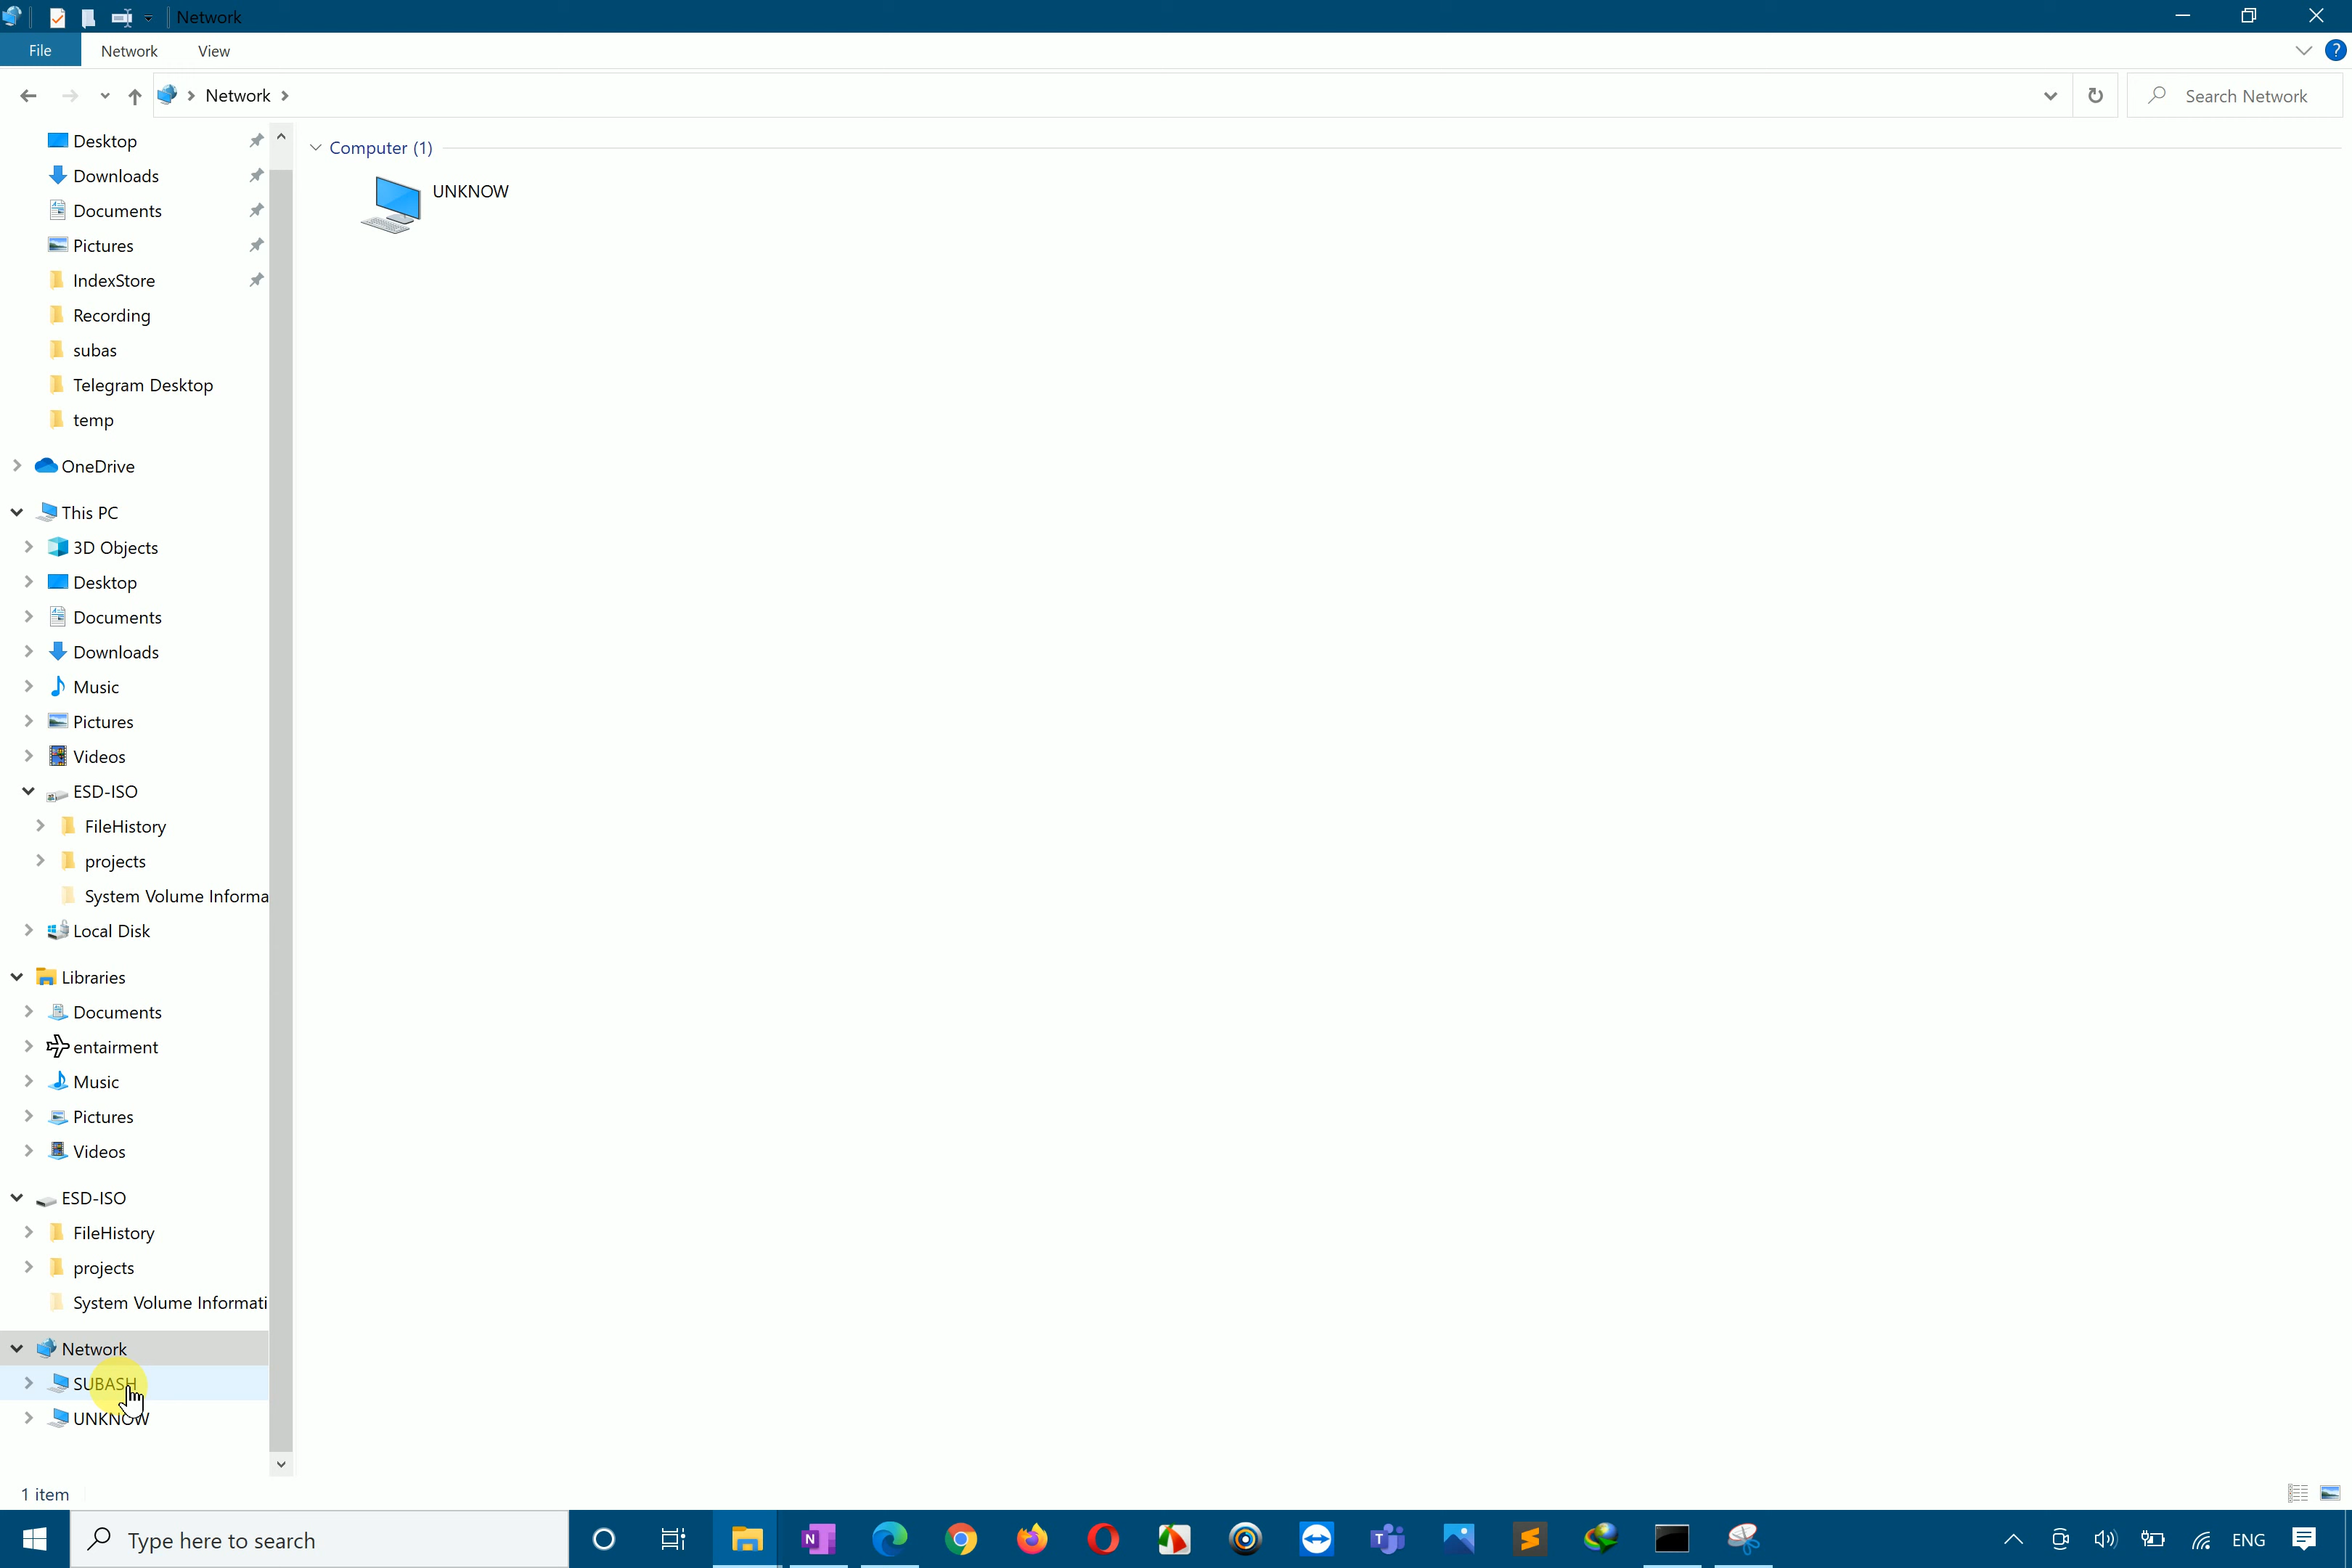 Network
File Network View
Network
Search Network
Desktop
Downloads
Documents
Pictures
IndexStore
Recording
subas
Telegram Desktop
temp
OneDrive
This PC
3D Objects
Desktop
Documents
Downloads
Music
Pictures
Videos
ESD-ISO
FileHistory
projects
System Volume Informa
Local Disk
Libraries
Documents
entairment
Music
Pictures
Videos
ESD-ISO
FileHistory
projects
System Volume Informati
Network
SUBASH
UNKNOW
Computer (1)
UNKNOW
1 item
Type here to search
ENG